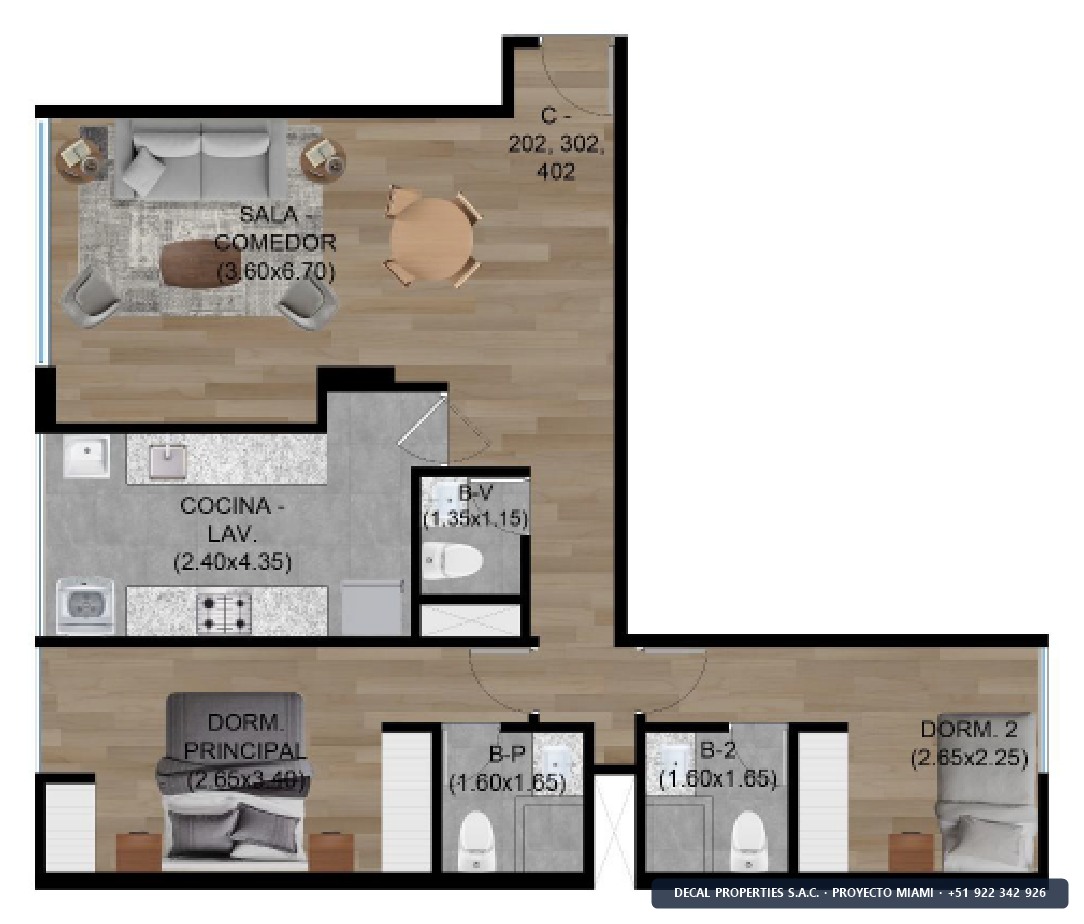 C -
202, 302,
402
SALA -
COMEDOR
(3.60x6.70)
B-V
(1.35x1.15)
COCINA -
LAV.
(2.40x4.35)
DORM.
PRINCIPAL
(2.65x3.40)
B-P
(1.60x1.65)
B-2
(1.60x1.65)
DORM. 2
(2.65x2.25)
DECAL PROPERTIES S.A.C. · PROYECTO MIAMI · +51 922 342 926